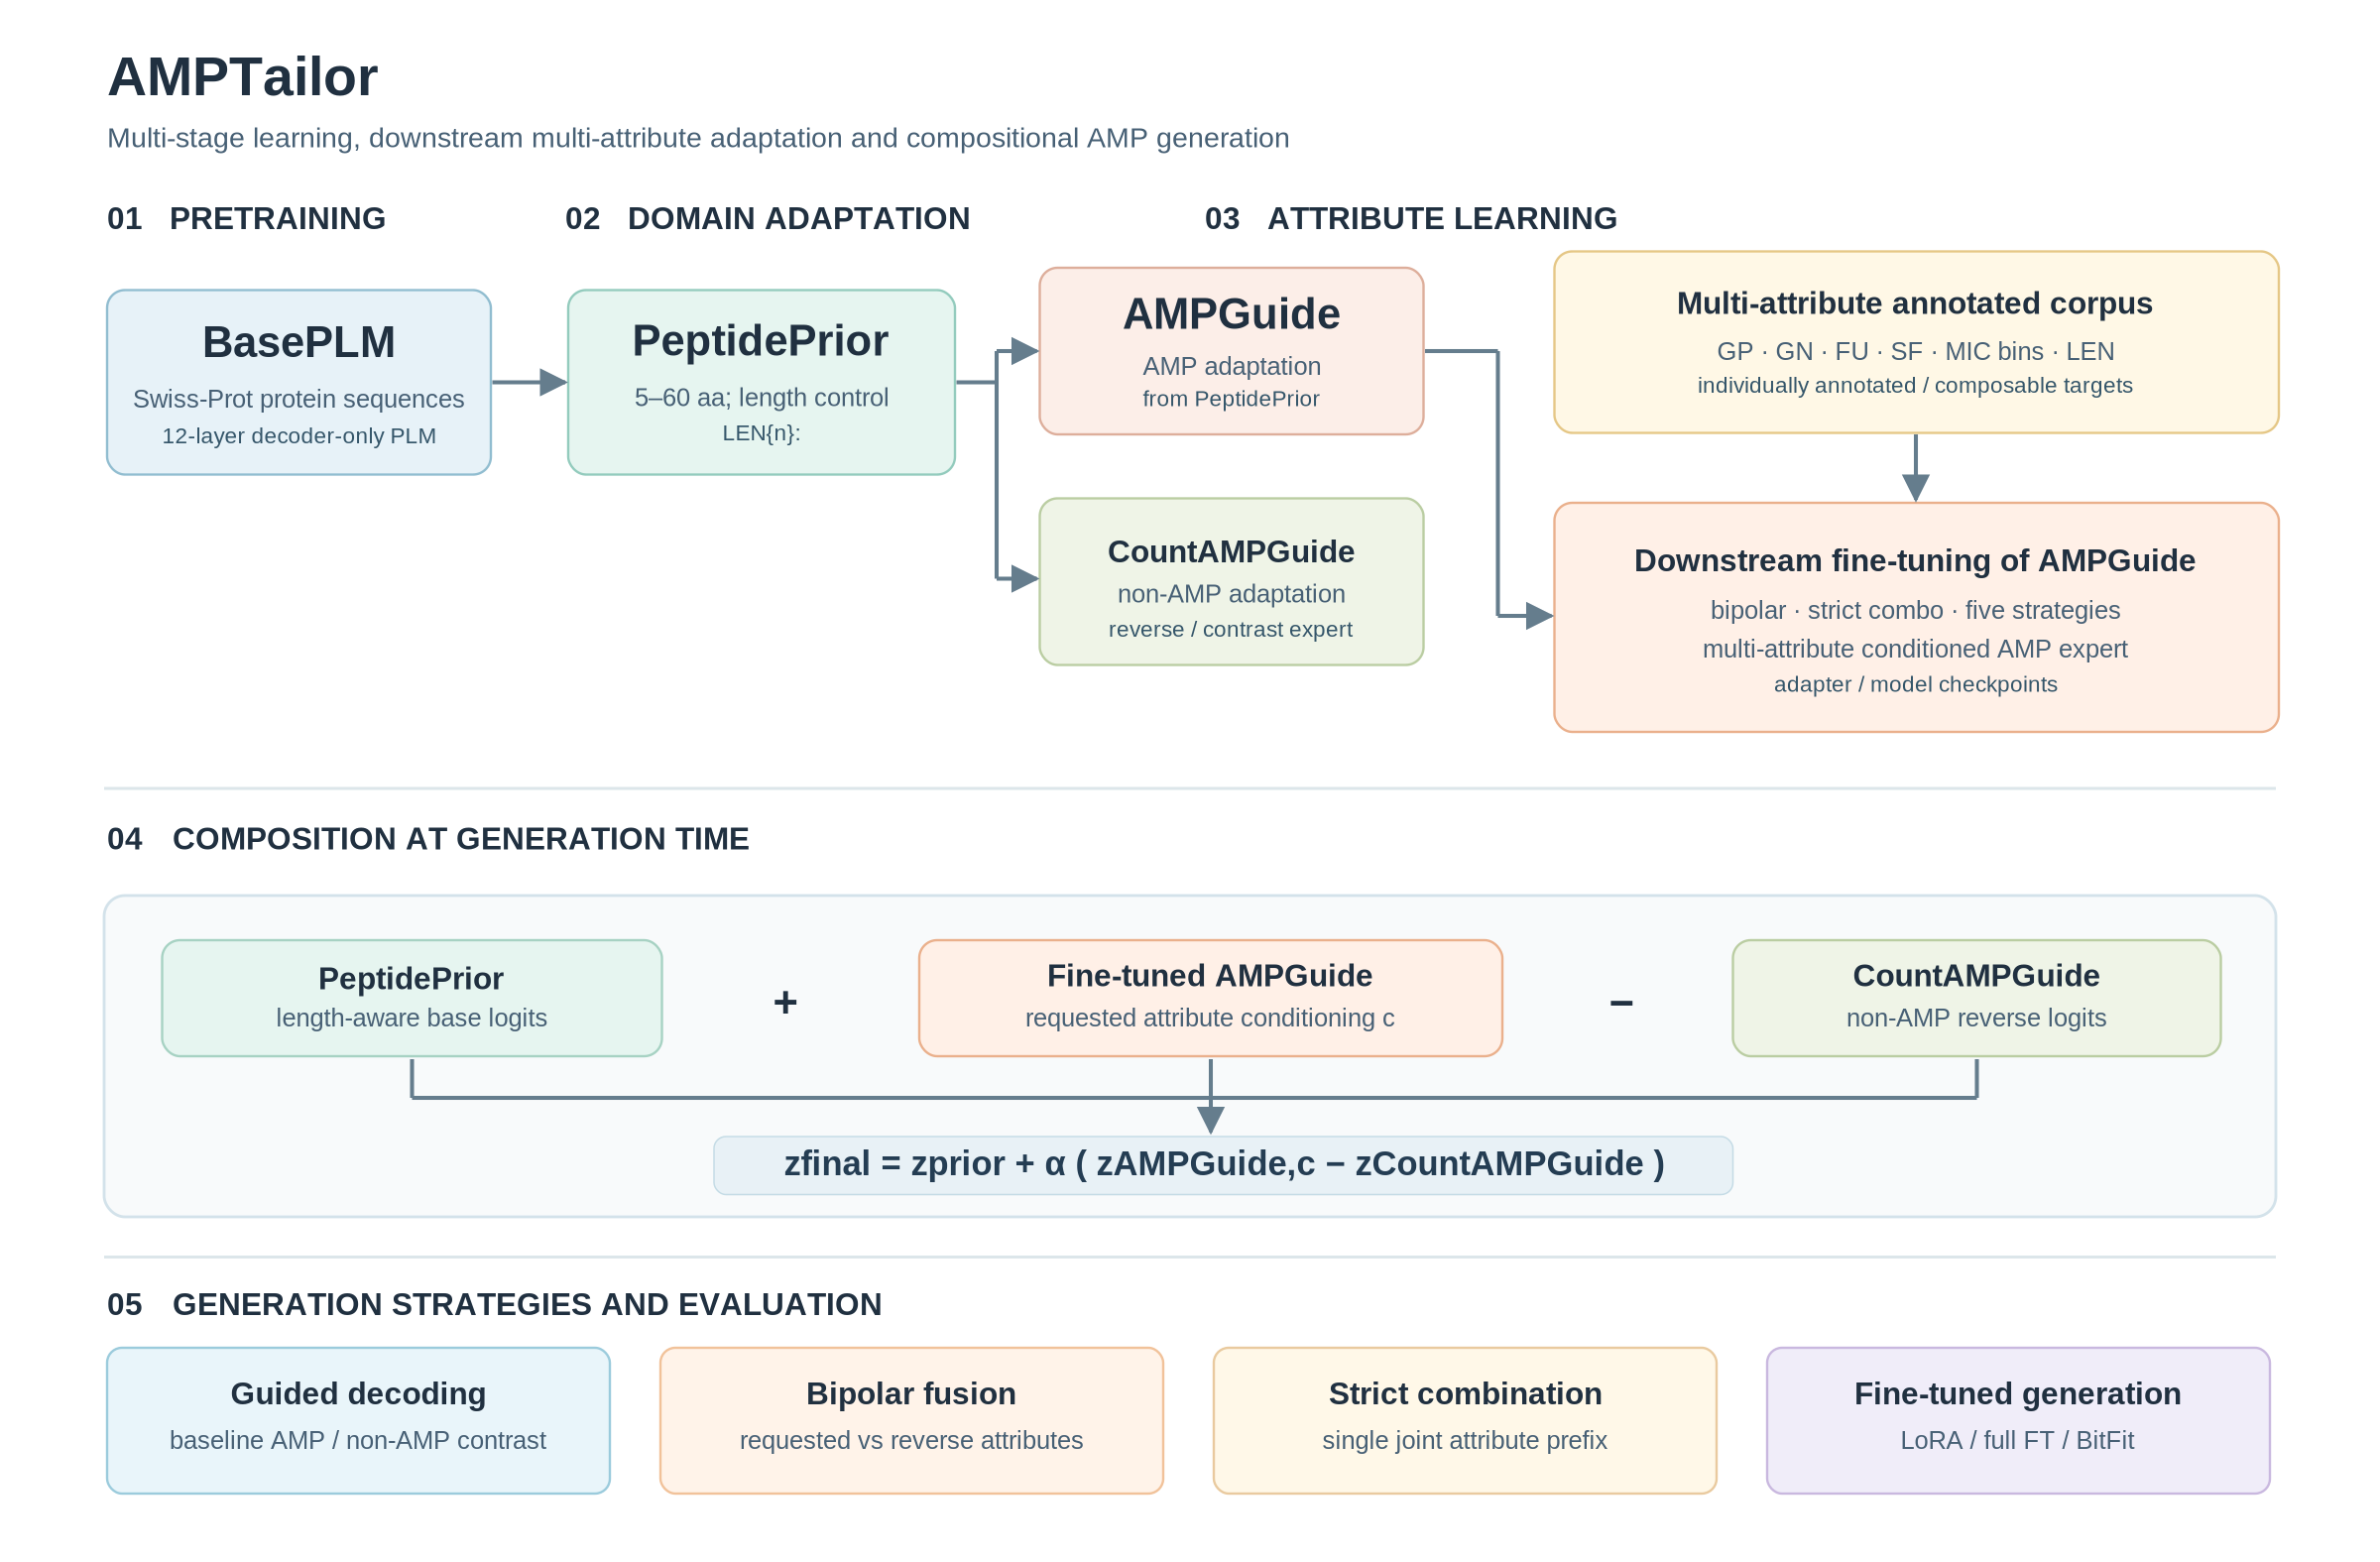 AMPTailor
Multi-stage learning, downstream multi-attribute adaptation and compositional AMP generation
01 PRETRAINING
02 DOMAIN ADAPTATION
03 ATTRIBUTE LEARNING
BasePLM
Swiss-Prot protein sequences
12-layer decoder-only PLM
PeptidePrior
5–60 aa; length control
LEN{n}:
AMPGuide
AMP adaptation
from PeptidePrior
CountAMPGuide
non-AMP adaptation
reverse / contrast expert
Multi-attribute annotated corpus
GP · GN · FU · SF · MIC bins · LEN
individually annotated / composable targets
Downstream fine-tuning of AMPGuide
bipolar · strict combo · five strategies
multi-attribute conditioned AMP expert
adapter / model checkpoints
04 COMPOSITION AT GENERATION TIME
PeptidePrior
length-aware base logits
+
Fine-tuned AMPGuide
requested attribute conditioning c
−
CountAMPGuide
non-AMP reverse logits
zfinal = zprior + α ( zAMPGuide,c − zCountAMPGuide )
05 GENERATION STRATEGIES AND EVALUATION
Guided decoding
baseline AMP / non-AMP contrast
Bipolar fusion
requested vs reverse attributes
Strict combination
single joint attribute prefix
Fine-tuned generation
LoRA / full FT / BitFit